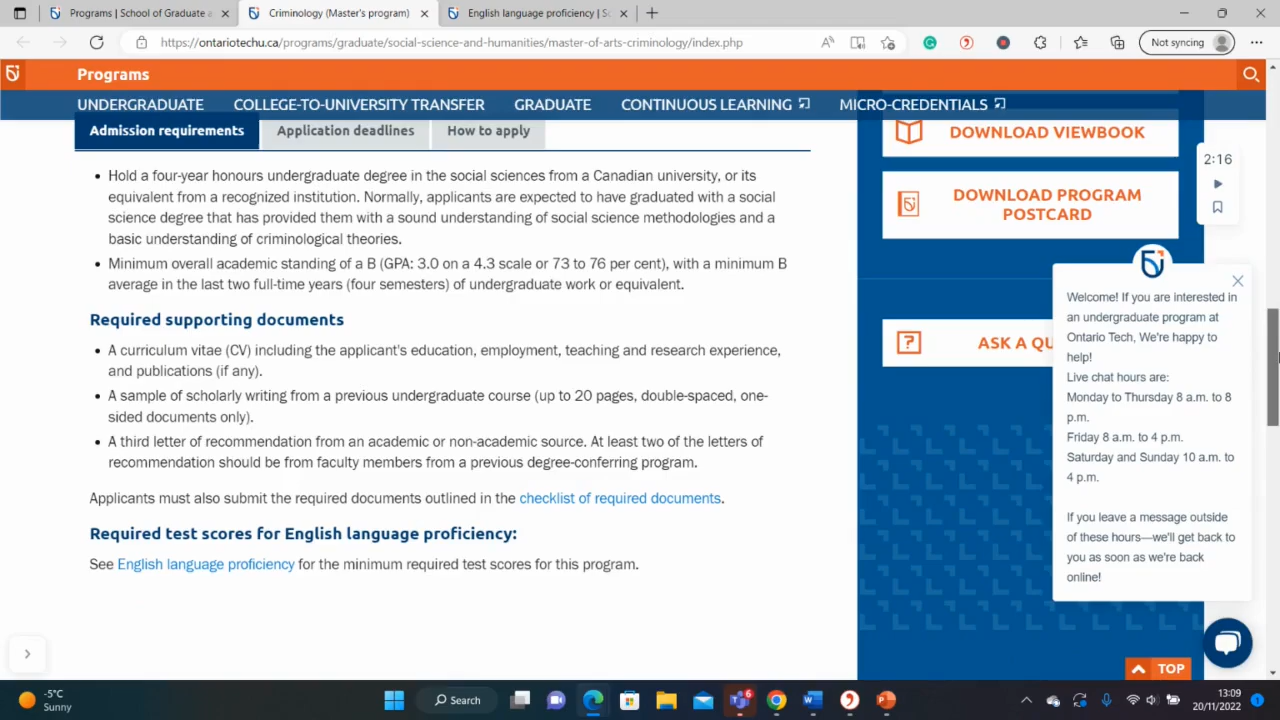 Programs | School of Graduate a
Criminology (Master's program)
English language proficiency | Sc
https://ontariotechu.ca/programs/graduate/social-science-and-humanities/master-of-arts-criminology/index.php
Not syncing
Programs
UNDERGRADUATE COLLEGE-TO-UNIVERSITY TRANSFER GRADUATE CONTINUOUS LEARNING MICRO-CREDENTIALS
Admission requirements Application deadlines How to apply
• Hold a four-year honours undergraduate degree in the social sciences from a Canadian university, or its
equivalent from a recognized institution. Normally, applicants are expected to have graduated with a social
science degree that has provided them with a sound understanding of social science methodologies and a
basic understanding of criminological theories.
• Minimum overall academic standing of a B (GPA: 3.0 on a 4.3 scale or 73 to 76 per cent), with a minimum B
average in the last two full-time years (four semesters) of undergraduate work or equivalent.
Required supporting documents
• A curriculum vitae (CV) including the applicant's education, employment, teaching and research experience,
and publications (if any).
• A sample of scholarly writing from a previous undergraduate course (up to 20 pages, double-spaced, one-
sided documents only).
• A third letter of recommendation from an academic or non-academic source. At least two of the letters of
recommendation should be from faculty members from a previous degree-conferring program.
Applicants must also submit the required documents outlined in the checklist of required documents.
Required test scores for English language proficiency:
See English language proficiency for the minimum required test scores for this program.
DOWNLOAD VIEWBOOK
DOWNLOAD PROGRAM
POSTCARD
ASK A QU
2:16
Welcome! If you are interested in
an undergraduate program at
Ontario Tech, We're happy to
help!
Live chat hours are:
Monday to Thursday 8 a.m. to 8
p.m.
Friday 8 a.m. to 4 p.m.
Saturday and Sunday 10 a.m. to
4 p.m.
If you leave a message outside
of these hours—we'll get back to
you as soon as we're back
online!
TOP
-5°C
Sunny
Search
6
13:09
20/11/2022
1